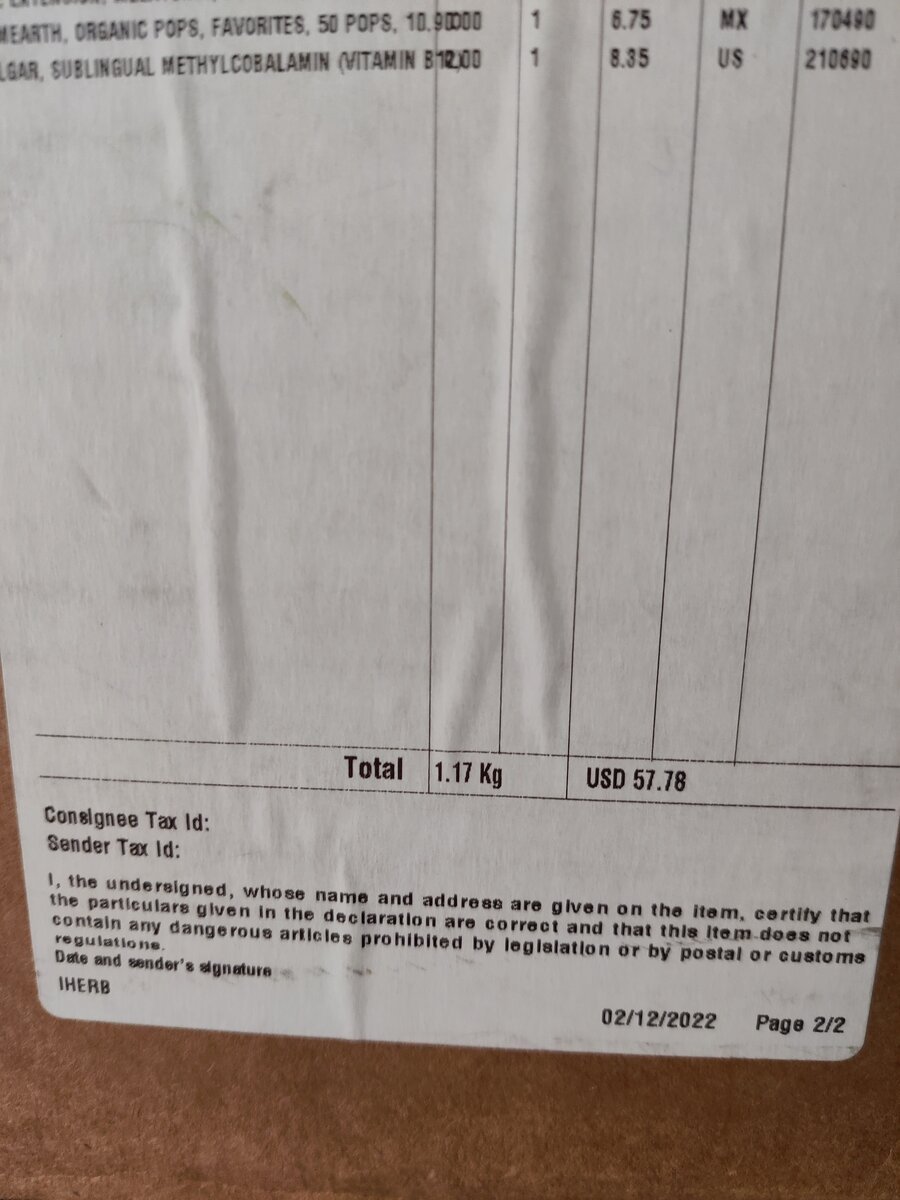 MEARTH, ORGANIC POPS, FAVORITES, 50 POPS, 10.9 1 6.75 MX 170490
LGAR, SUBLINGUAL METHYLCOBALAMIN (VITAMIN B12 1 8.35 US 210690
Total 1.17 Kg USD 57.78
Consignee Tax Id:
Sender Tax Id:
I, the undersigned, whose name and address are given on the item, certify that
the particulars given in the declaration are correct and that this item does not
contain any dangerous articles prohibited by legislation or by postal or customs
regulations.
Date and sender's signature
IHERB
02/12/2022 Page 2/2